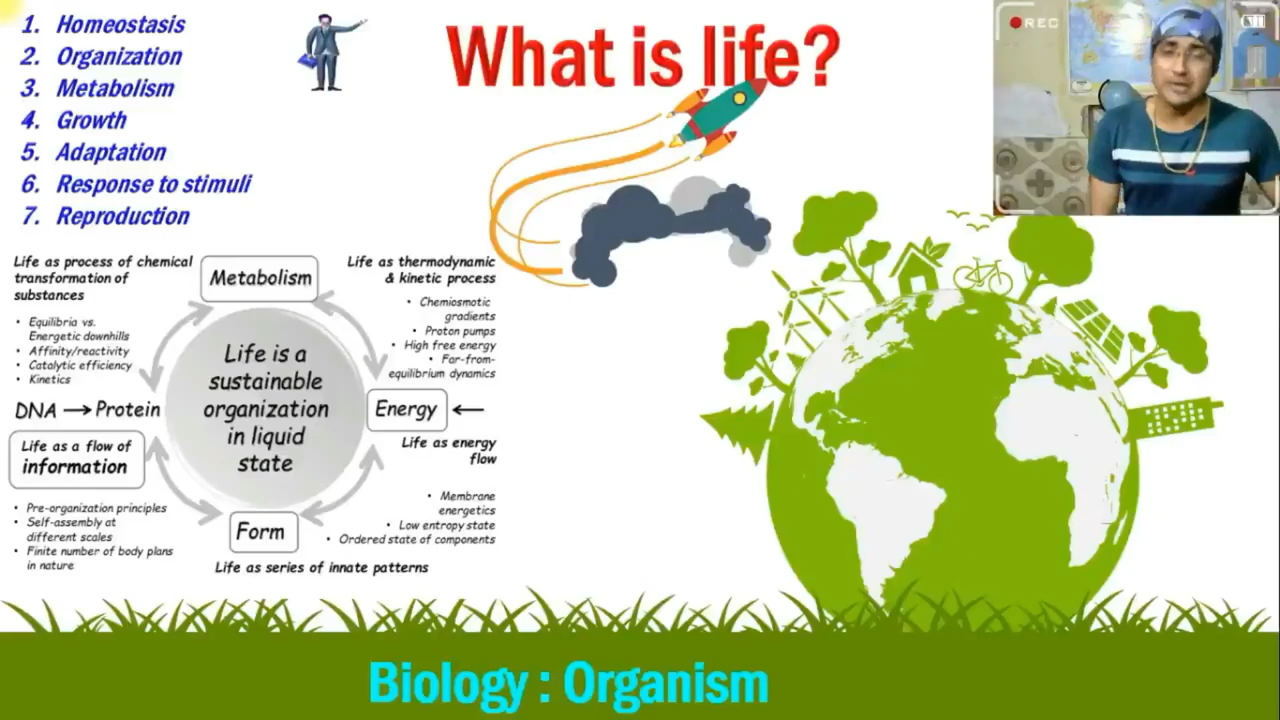 1. Homeostasis
2. Organization
3. Metabolism
4. Growth
5. Adaptation
6. Response to stimuli
7. Reproduction
What is life?
REC
Life as process of chemical
transformation of
substances
• Equilibria vs.
Energetic downhills
• Affinity/reactivity
• Catalytic efficiency
• Kinetics
Metabolism
Life as thermodynamic
& kinetic process
• Chemiosmotic
gradients
• Proton pumps
• High free energy
• Far-from-
equilibrium dynamics
Life is a
sustainable
organization
in liquid
state
DNA → Protein
Energy ←
Life as a flow of
information
Life as energy
flow
• Pre-organization principles
• Self-assembly at
different scales
• Finite number of body plans
in nature
• Membrane
energetics
• Low entropy state
• Ordered state of components
Form
Life as series of innate patterns
Biology : Organism